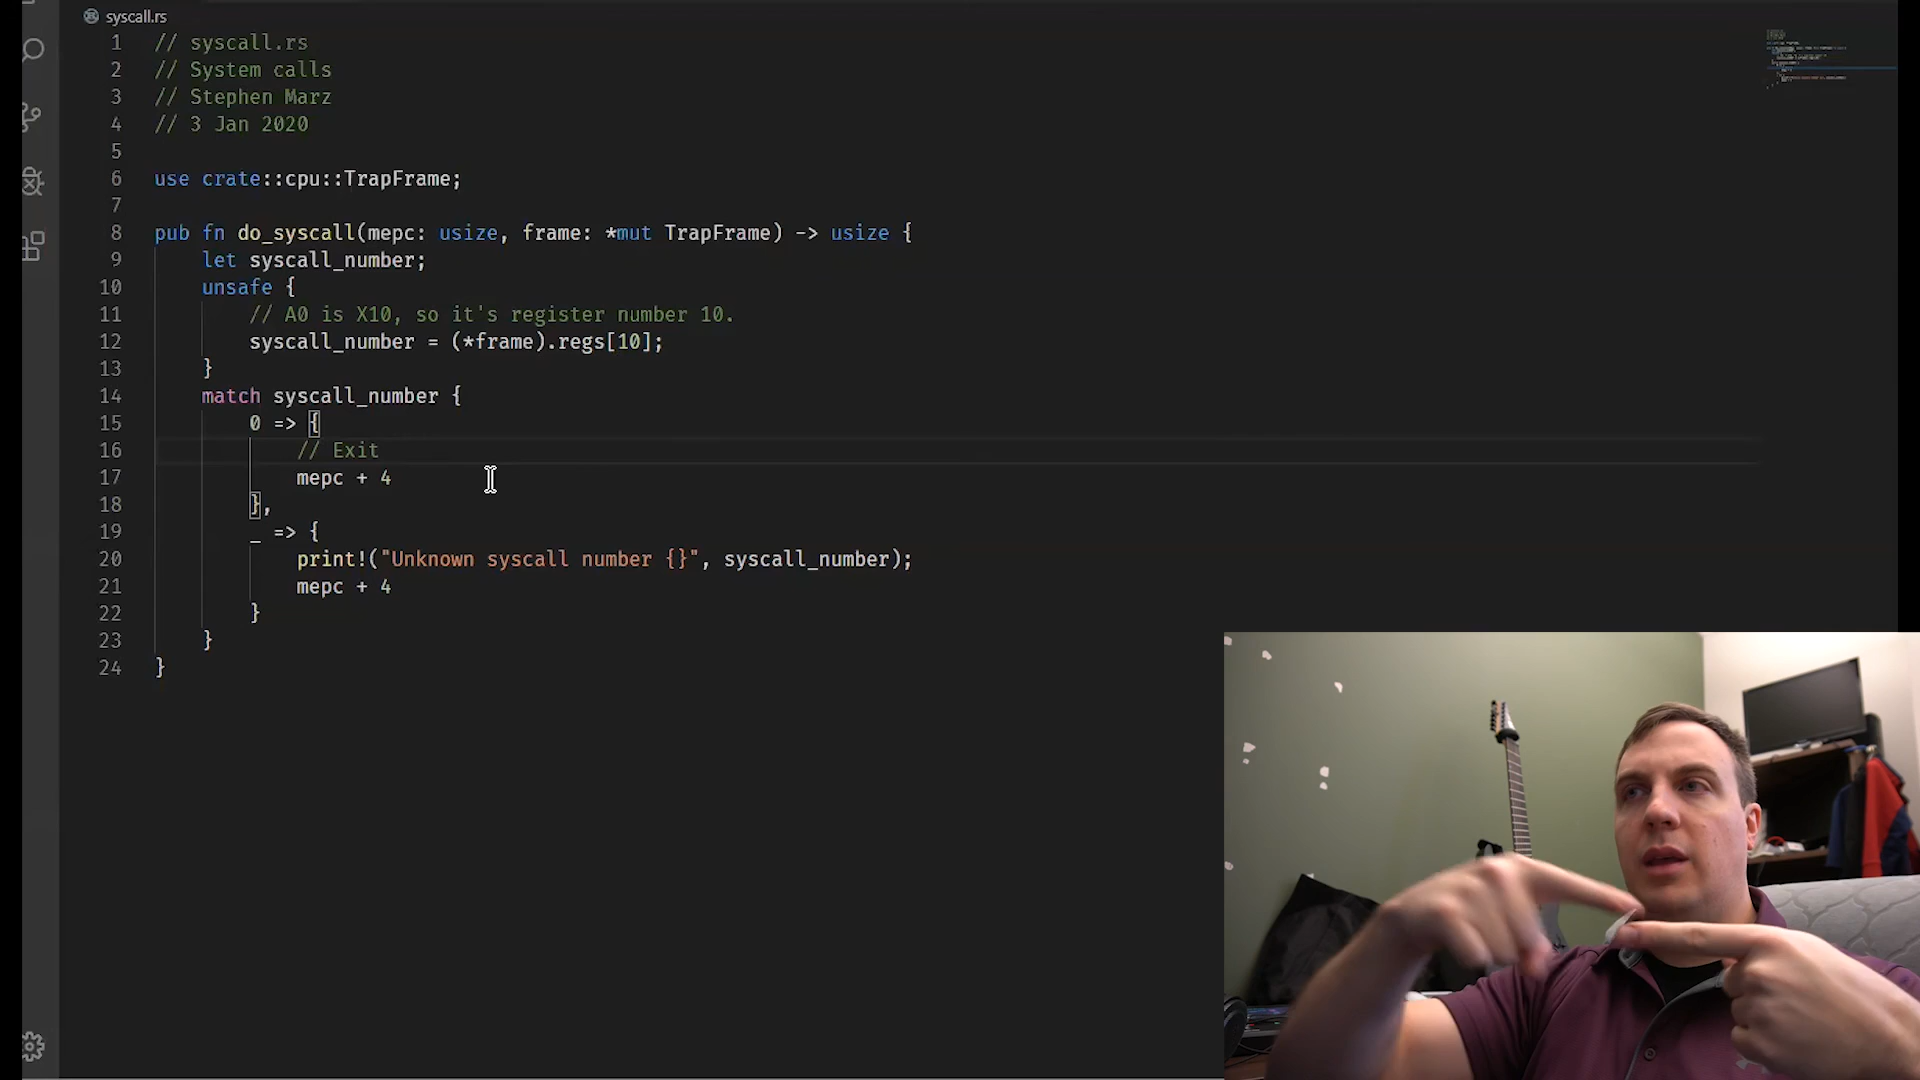 syscall.rs
1 // syscall.rs
2 // System calls
3 // Stephen Marz
4 // 3 Jan 2020
5
6 use crate::cpu::TrapFrame;
7
8 pub fn do_syscall(mepc: usize, frame: *mut TrapFrame) -> usize {
9     let syscall_number;
10     unsafe {
11         // A0 is X10, so it's register number 10.
12         syscall_number = (*frame).regs[10];
13     }
14     match syscall_number {
15         0 => {
16             // Exit
17             mepc + 4
18         },
19         _ => {
20             print!("Unknown syscall number {}", syscall_number);
21             mepc + 4
22         }
23     }
24 }